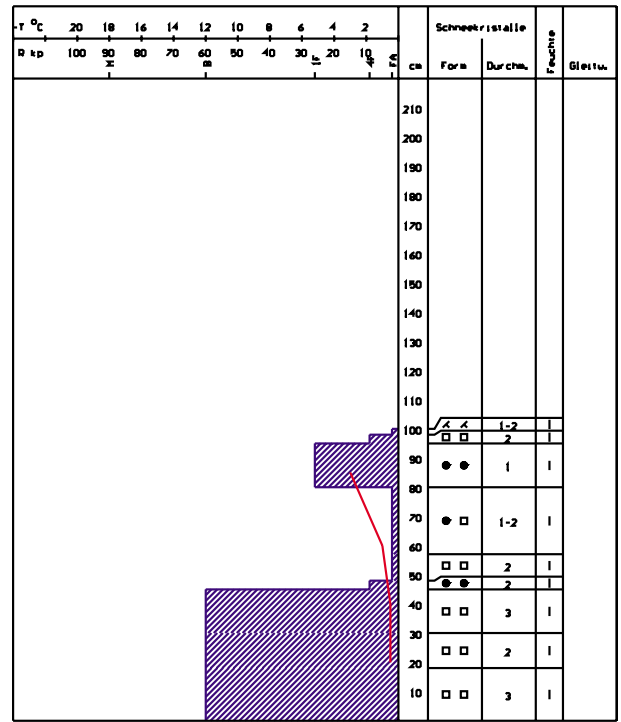 -T °C 20 18 16 14 12 10 8 6 4 2 Schneekristalle
R kp 100 90 80 70 60 50 40 30 20 10 cm Form Durchm. Feuchte Gleitw.
M B 1F 4F FA
210
200
190
180
170
160
150
140
130
120
110
100 1-2 I
2 I
90 1 I
80
70 1-2 I
60
2 I
50 2 I
40 3 I
30
2 I
20
10 3 I